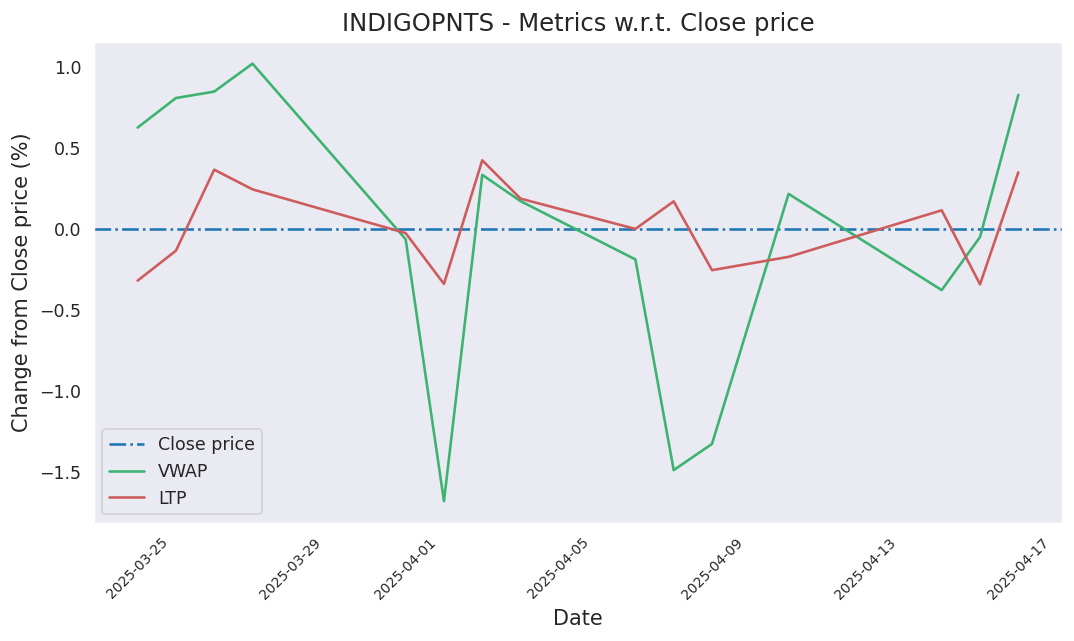 INDIGOPNTS - Metrics w.r.t. Close price
Change from Close price (%)
1.0
0.5
0.0
−0.5
−1.0
−1.5
Close price
VWAP
LTP
2025-03-25
2025-03-29
2025-04-01
2025-04-05
2025-04-09
2025-04-13
2025-04-17
Date